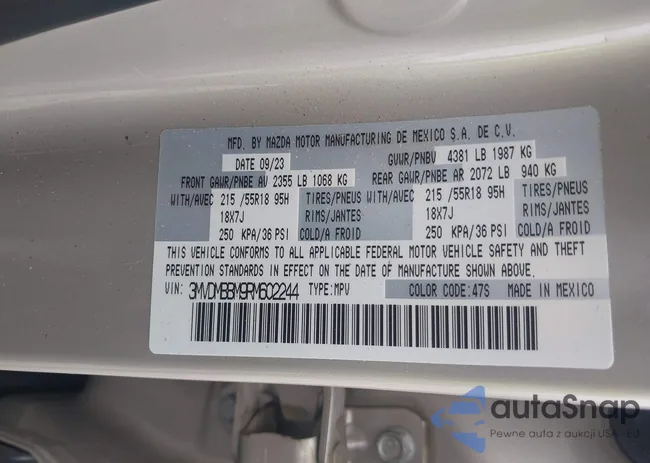 MFD. BY MAZDA MOTOR MANUFACTURING DE MEXICO S.A. DE C.V.
DATE 09/23 GVWR/PNBV 4381 LB 1987 KG
FRONT GAWR/PNBE AV 2355 LB 1068 KG REAR GAWR/PNBE AR 2072 LB 940 KG
WITH/AVEC 215 /55R18 95H TIRES/PNEUS WITH/AVEC 215 /55R18 95H TIRES/PNEUS
18X7J RIMS/JANTES 18X7J RIMS/JANTES
250 KPA/36 PSI COLD/A FROID 250 KPA/36 PSI COLD/A FROID
THIS VEHICLE CONFORMS TO ALL APPLICABLE FEDERAL MOTOR VEHICLE SAFETY AND THEFT
PREVENTION STANDARDS IN EFFECT ON THE DATE OF MANUFACTURE SHOWN ABOVE.
VIN: 3MVDMBBM9RM602244 TYPE: MPV COLOR CODE: 47S MADE IN MEXICO
autaSnap
Pewne auta z aukcji USA - EU